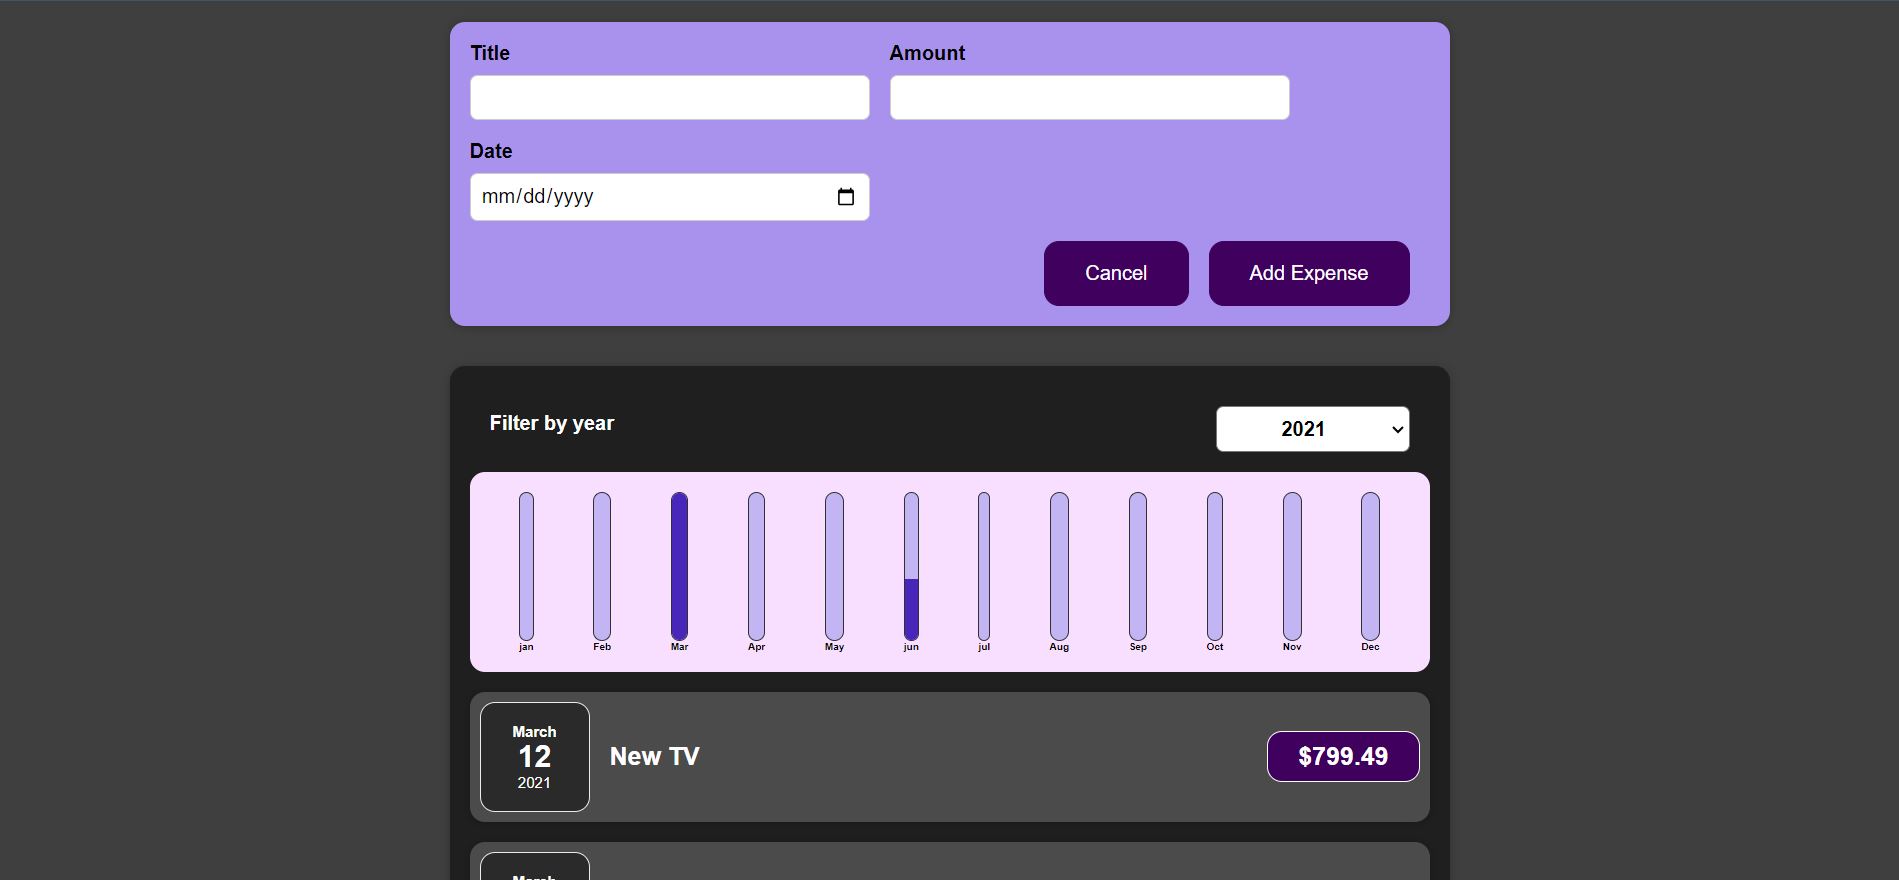 Title Amount
Date
mm/dd/yyyy
Cancel Add Expense
Filter by year 2021
jan Feb Mar Apr May jun jul Aug Sep Oct Nov Dec
March
12
2021
New TV
$799.49
March